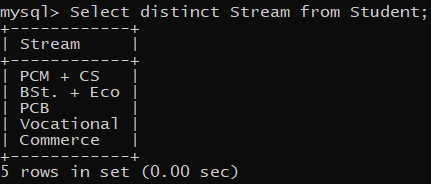 mysql> Select distinct Stream from Student;
+------------+
| Stream     |
+------------+
| PCM + CS   |
| BSt. + Eco |
| PCB        |
| Vocational |
| Commerce   |
+------------+
5 rows in set (0.00 sec)